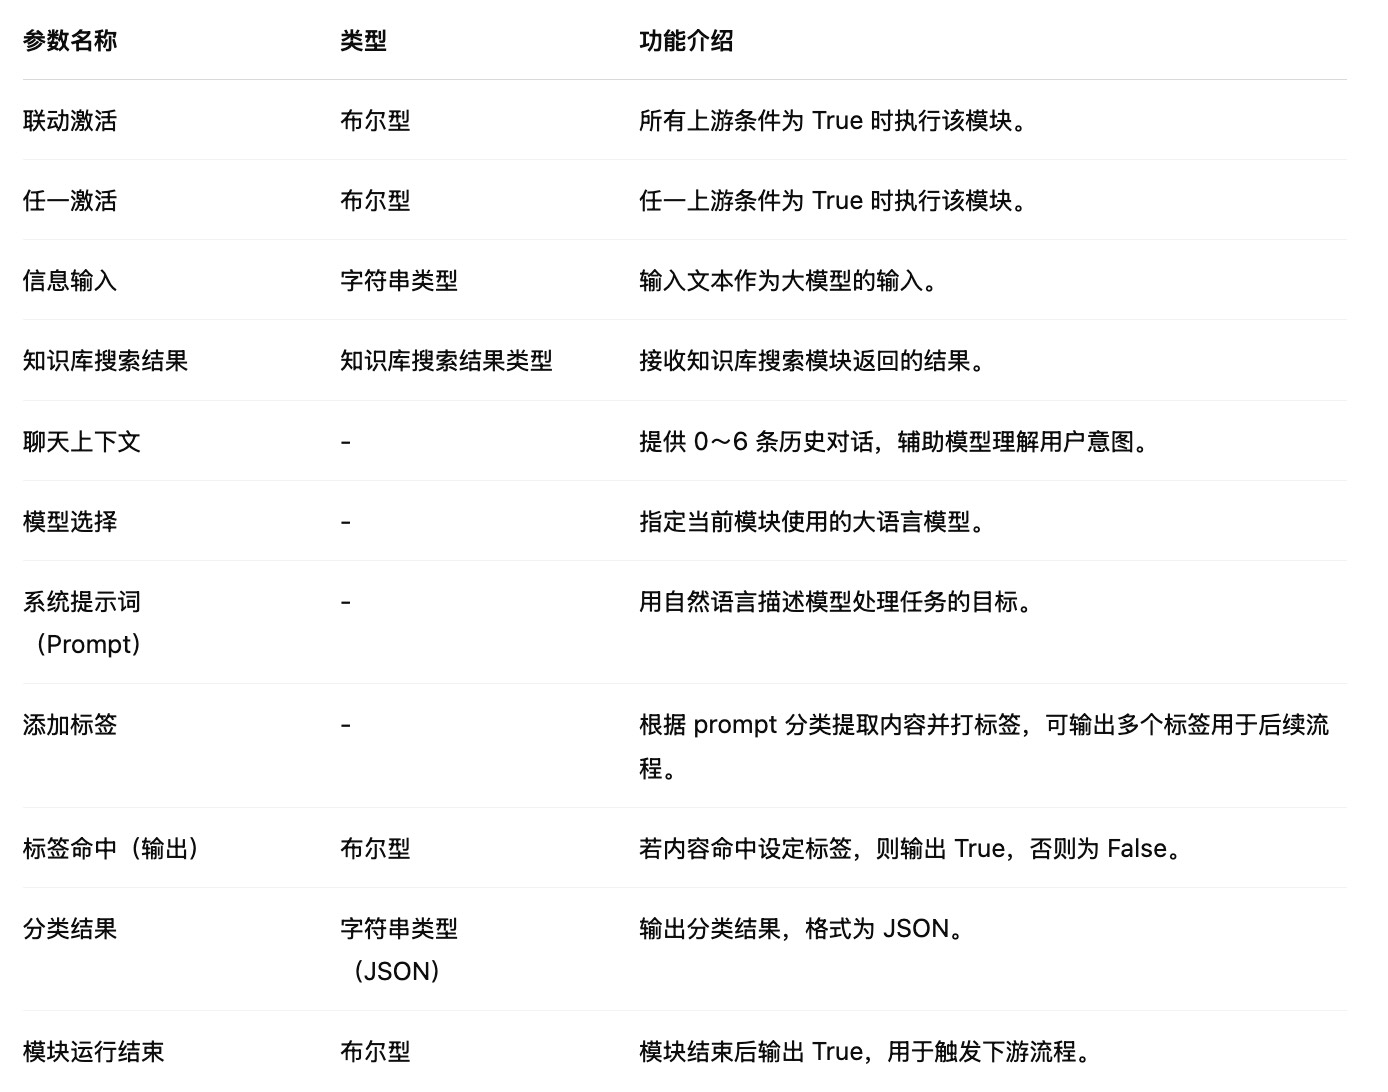 参数名称 类型 功能介绍
联动激活 布尔型 所有上游条件为 True 时执行该模块。
任一激活 布尔型 任一上游条件为 True 时执行该模块。
信息输入 字符串类型 输入文本作为大模型的输入。
知识库搜索结果 知识库搜索结果类型 接收知识库搜索模块返回的结果。
聊天上下文 - 提供 0～6 条历史对话，辅助模型理解用户意图。
模型选择 - 指定当前模块使用的大语言模型。
系统提示词 - 用自然语言描述模型处理任务的目标。
（Prompt）
添加标签 - 根据 prompt 分类提取内容并打标签，可输出多个标签用于后续流
程。
标签命中（输出） 布尔型 若内容命中设定标签，则输出 True，否则为 False。
分类结果 字符串类型 输出分类结果，格式为 JSON。
（JSON）
模块运行结束 布尔型 模块结束后输出 True，用于触发下游流程。